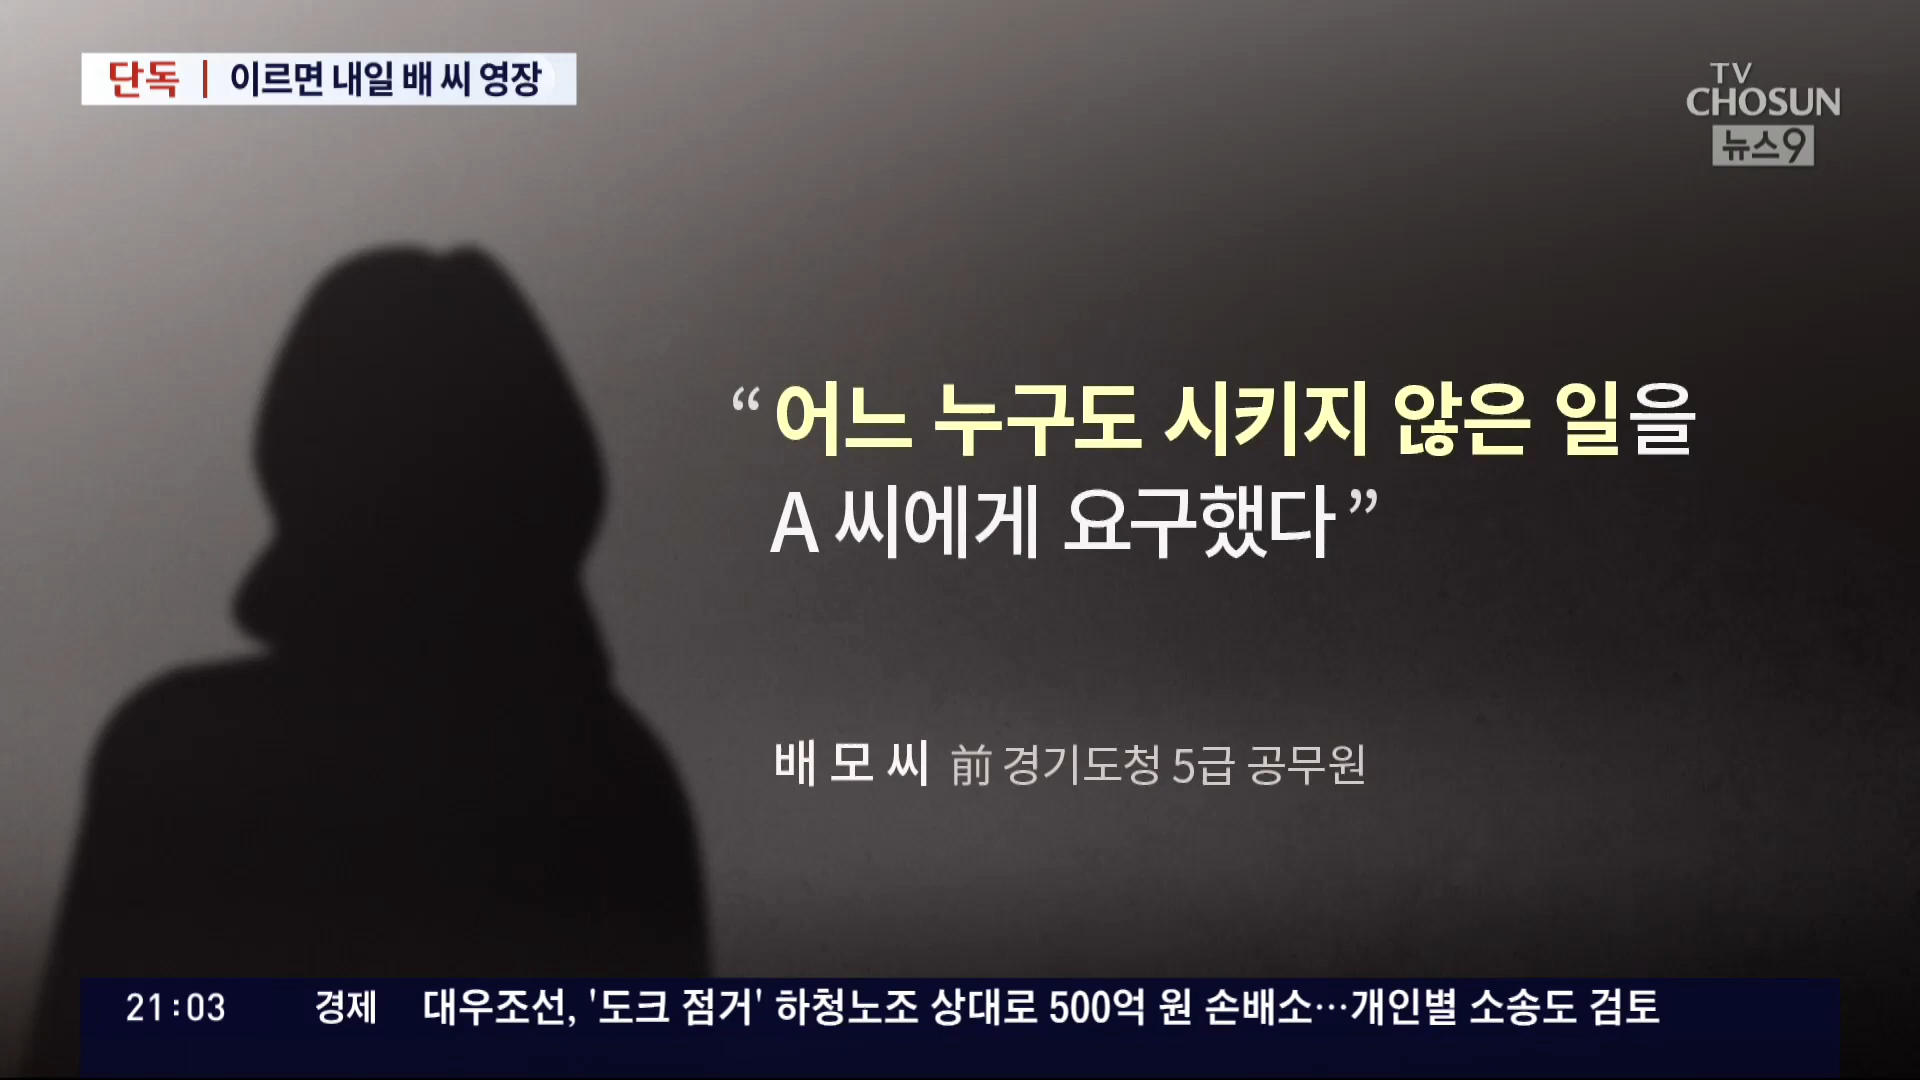 단독 | 이르면 내일 배 씨 영장
TV
CHOSUN
뉴스9
“어느 누구도 시키지 않은 일을
A 씨에게 요구했다”
배 모 씨 前 경기도청 5급 공무원
21:03 경제 대우조선, '도크 점거' 하청노조 상대로 500억 원 손배소…개인별 소송도 검토